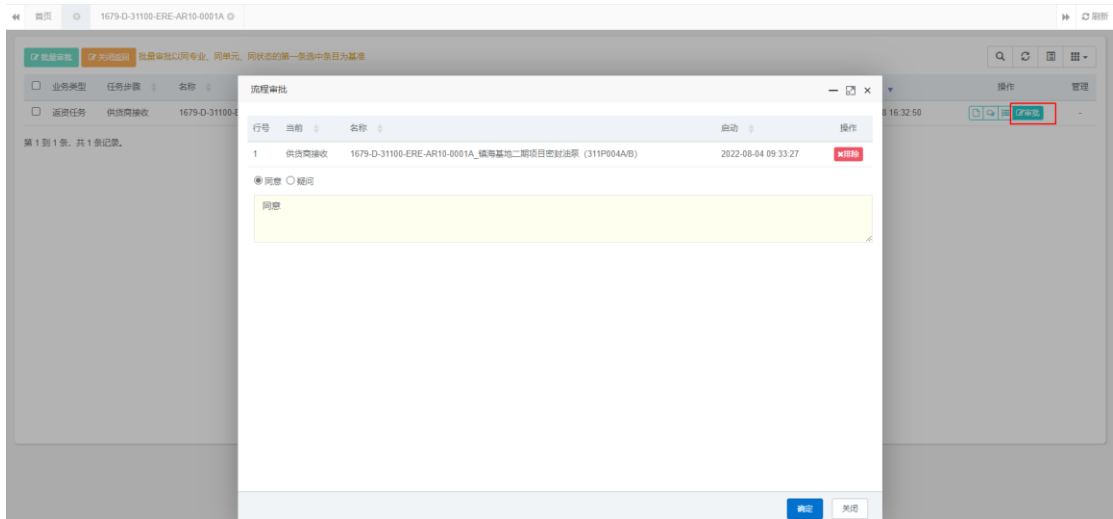 首页
1679-D-31100-ERE-AR10-0001A
刷新
批量审批
关闭返回
批量审批以同专业、同单元、同状态的第一条选中条目为基准
业务类型 任务步骤 名称 操作 管理
返资任务 供货商接收 1679-D-31100-E 8 16:32:50 审批 -
第 1 到 1 条，共 1 条记录。
流程审批
行号 当前 名称 启动 操作
1 供货商接收 1679-D-31100-ERE-AR10-0001A_镇海基地二期项目密封油泵（311P004A/B） 2022-08-04 09:33:27 ×排除
同意 疑问
同意
确定 关闭